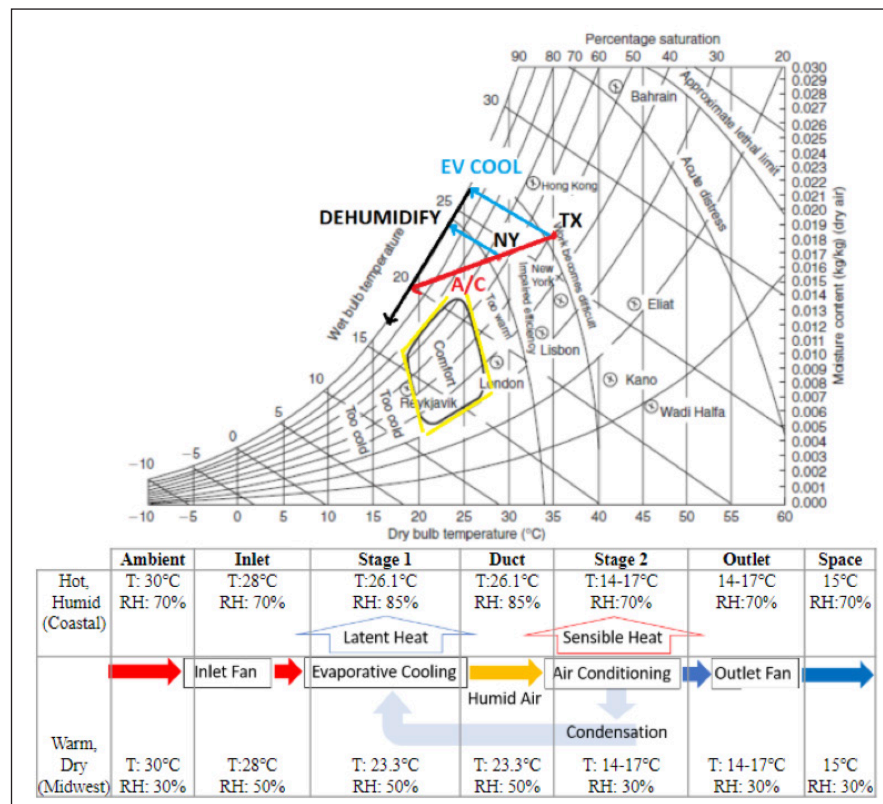 Percentage saturation
90 80 70 60 50 40 30 20
0.030
0.029
0.028
0.027
0.026
0.025
0.024
0.023
0.022
0.021
0.020
0.019
0.018
0.017
0.016
0.015
0.014
0.013
0.012
0.011
0.010
0.009
0.008
0.007
0.006
0.005
0.004
0.003
0.002
0.001
0.000
Moisture content (kg/kg) (dry air)
Approximate lethal limit
Acute distress
Work becomes difficult
Impaired efficiency
Too warm
Comfort
Too cold
Too cold
Bahrain
Hong Kong
New York
Eliat
Lisbon
London
Kano
Reykjavik
Wadi Halfa
EV COOL
DEHUMIDIFY
NY
TX
A/C
Wet bulb temperature
30
25
20
15
10
5
0
−5
−10
−10 −5 0 5 10 15 20 25 30 35 40 45 50 55 60
Dry bulb temperature (°C)
Ambient Inlet Stage 1 Duct Stage 2 Outlet Space
Hot, Humid (Coastal)
T: 30°C T:28°C T:26.1°C T:26.1°C T:14-17°C 14-17°C 15°C
RH: 70% RH: 70% RH: 85% RH: 85% RH:70% RH:70% RH:70%
Latent Heat Sensible Heat
Inlet Fan Evaporative Cooling Air Conditioning Outlet Fan
Humid Air
Condensation
Warm, Dry (Midwest)
T: 30°C T:28°C T: 23.3°C T: 23.3°C T: 14-17°C T: 14-17°C 15°C
RH: 30% RH: 50% RH: 50% RH: 50% RH: 30% RH: 30% RH: 30%